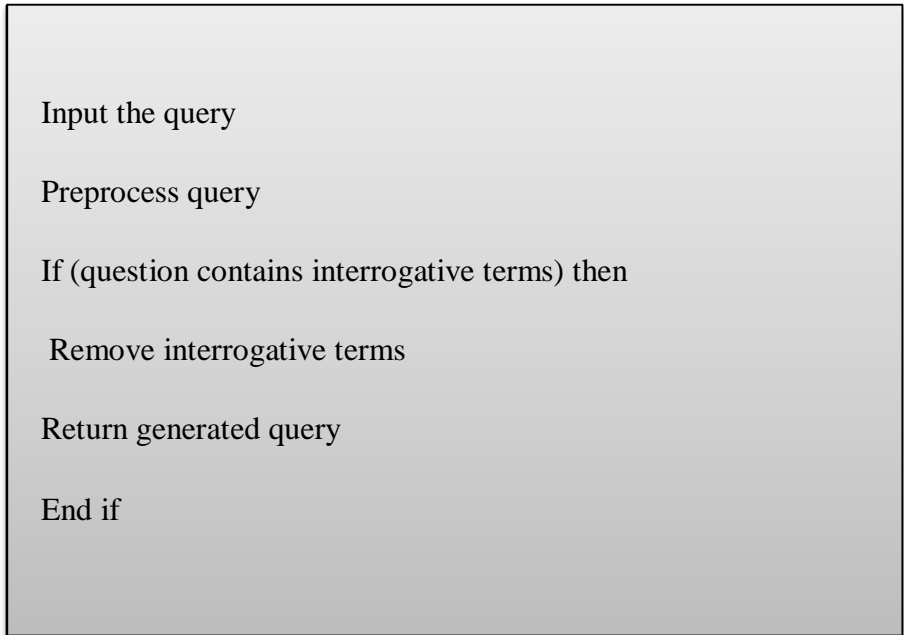 Input the query
Preprocess query
If (question contains interrogative terms) then
Remove interrogative terms
Return generated query
End if